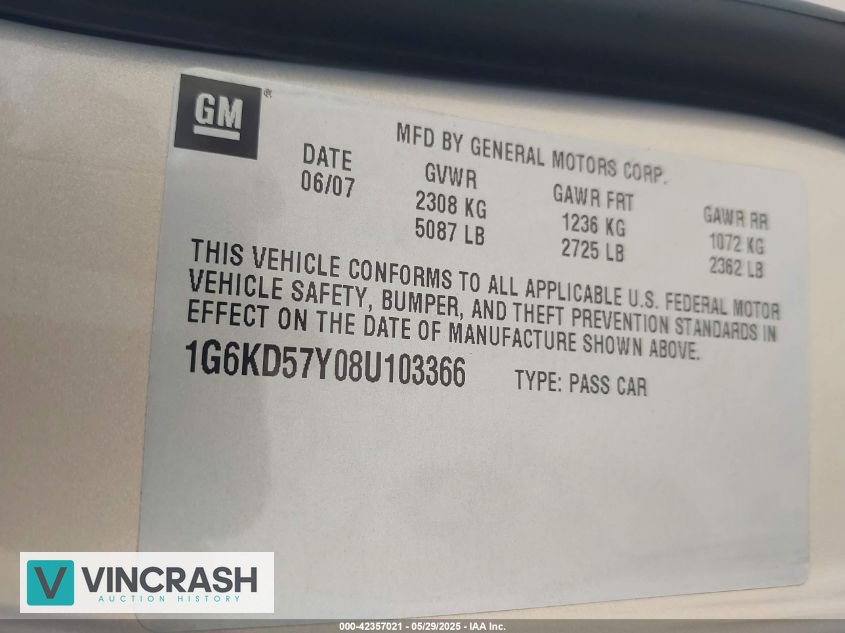 GM
®
MFD BY GENERAL MOTORS CORP.
DATE GVWR GAWR FRT GAWR RR
06/07 2308 KG 1236 KG 1072 KG
5087 LB 2725 LB 2362 LB
THIS VEHICLE CONFORMS TO ALL APPLICABLE U.S. FEDERAL MOTOR
VEHICLE SAFETY, BUMPER, AND THEFT PREVENTION STANDARDS IN
EFFECT ON THE DATE OF MANUFACTURE SHOWN ABOVE.
1G6KD57Y08U103366 TYPE: PASS CAR
VINCRASH
AUCTION HISTORY
000-42357021 - 05/29/2025 - IAA Inc.